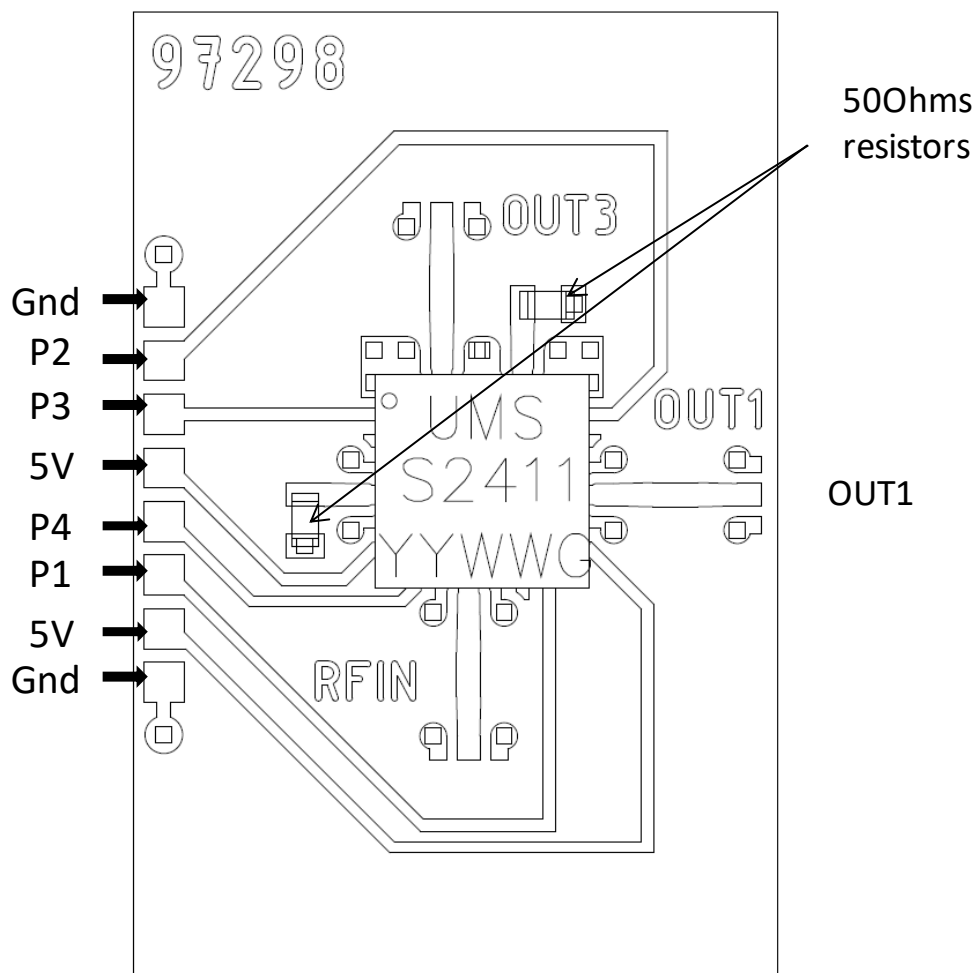 97298
50Ohms
resistors
OUT3
Gnd
P2
P3
OUT1
UMS
5V
S2411
OUT1
P4
YYWWG
P1
5V
RFIN
Gnd